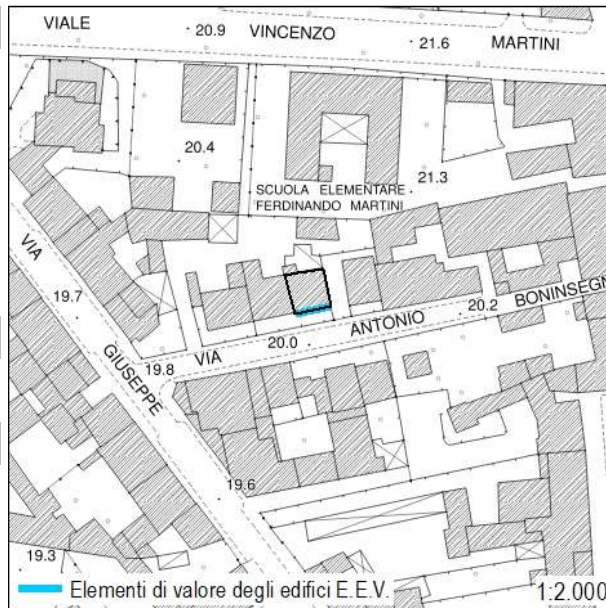 VIALE VINCENZO MARTINI
20.9
21.6
20.4
SCUOLA ELEMENTARE
FERDINANDO MARTINI
21.3
VIA GIUSEPPE
19.7
VIA ANTONIO BONINSEGN
20.2
20.0
19.8
19.6
19.3
Elementi di valore degli edifici E.E.V.
1:2.000